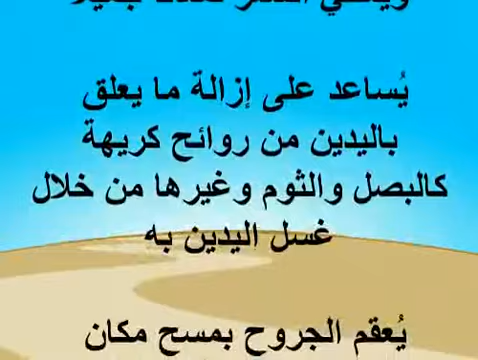 يُساعد على إزالة ما يعلق
باليدين من روائح كريهة
كالبصل والثوم وغيرها من خلال
غسل اليدين به
يُعقم الجروح بمسح مكان